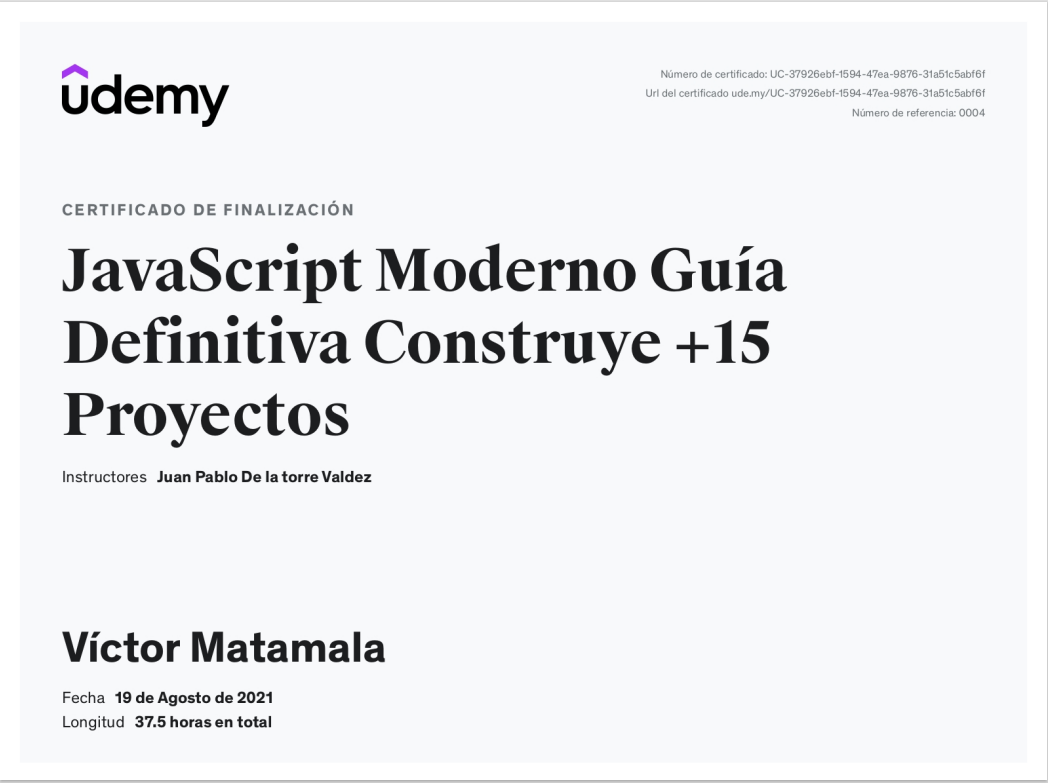 udemy
Número de certificado: UC-37926ebf-1594-47ea-9876-31a51c5abf6f
Url del certificado ude.my/UC-37926ebf-1594-47ea-9876-31a51c5abf6f
Número de referencia: 0004
CERTIFICADO DE FINALIZACIÓN
JavaScript Moderno Guía
Definitiva Construye +15
Proyectos
Instructores Juan Pablo De la torre Valdez
Víctor Matamala
Fecha 19 de Agosto de 2021
Longitud 37.5 horas en total